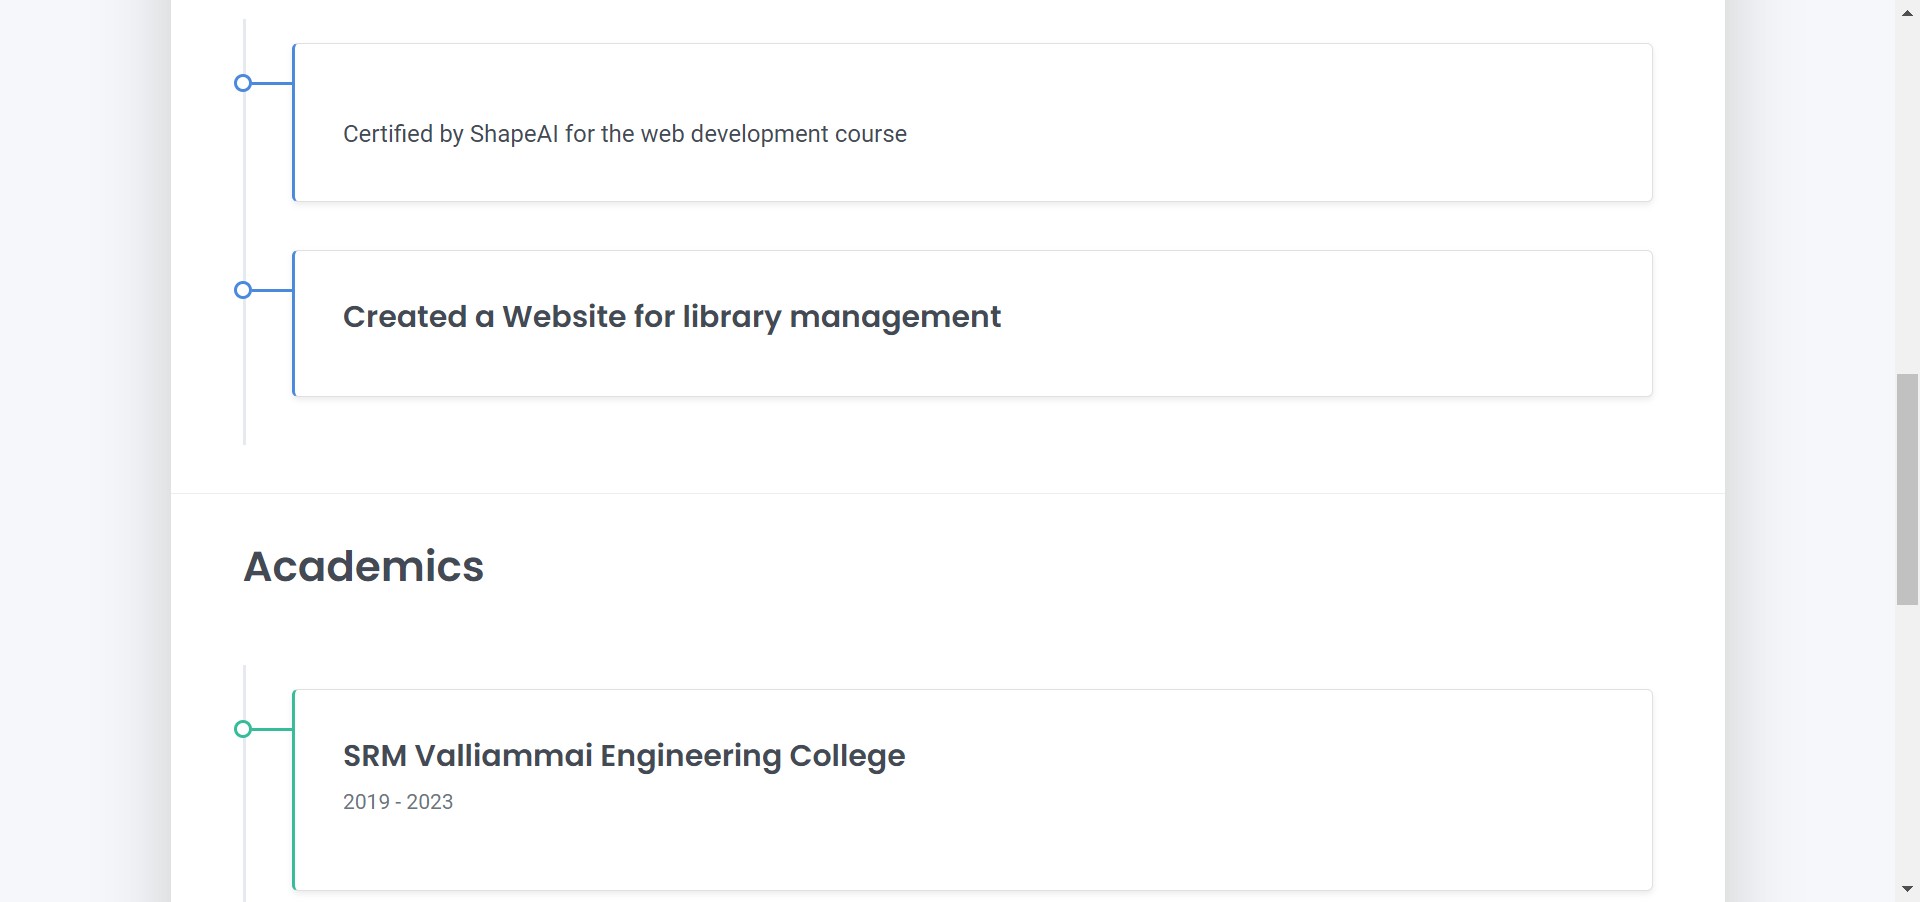 Certified by ShapeAI for the web development course
Created a Website for library management
Academics
SRM Valliammai Engineering College
2019 - 2023